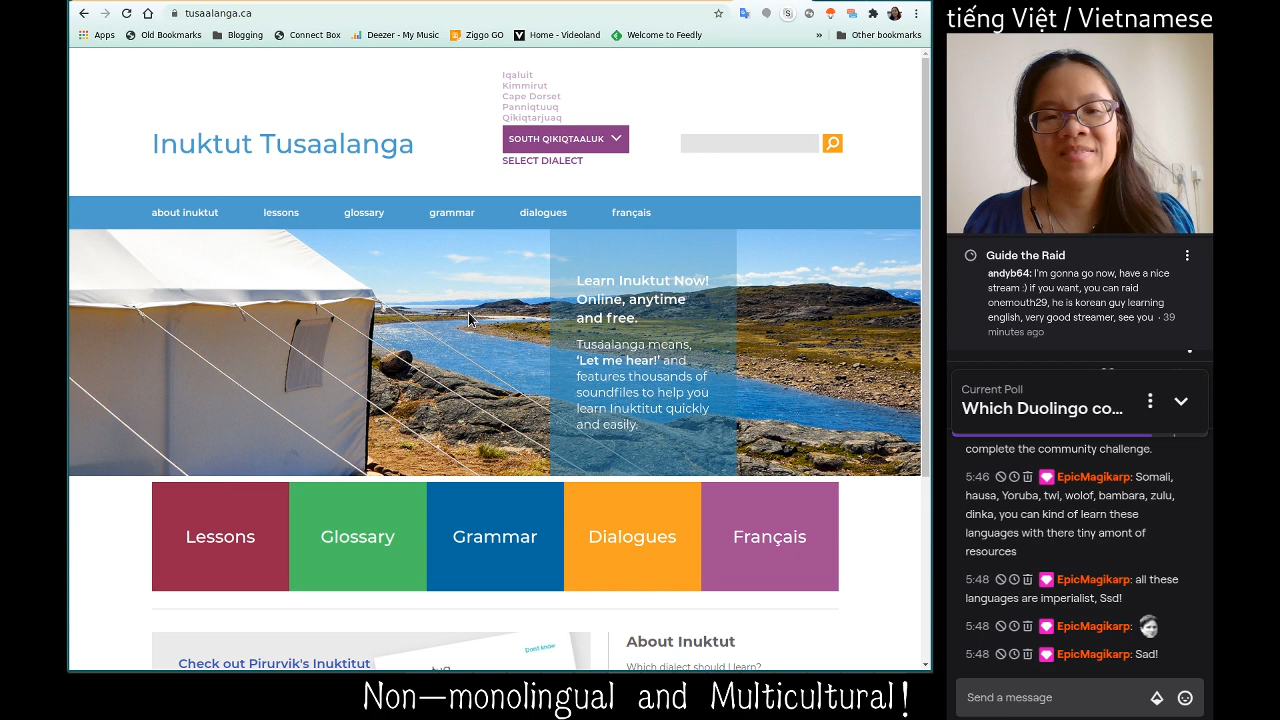 tusaalanga.ca
Apps Old Bookmarks Blogging Connect Box Deezer - My Music Ziggo GO Home - Videoland Welcome to Feedly » Other bookmarks
Iqaluit
Kimmirut
Cape Dorset
Panniqtuuq
Qikiqtarjuaq
Inuktut Tusaalanga
SOUTH QIKIQTAALUK
SELECT DIALECT
about inuktut lessons glossary grammar dialogues français
Learn Inuktut Now!
Online, anytime
and free.
Tusaalanga means,
‘Let me hear!’ and
features thousands of
soundfiles to help you
learn Inuktitut quickly
and easily.
Lessons Glossary Grammar Dialogues Français
Check out Pirurvik's Inuktitut
Dont know
About Inuktut
Which dialect should I learn?
tiếng Việt / Vietnamese
Guide the Raid
andyb64: I'm gonna go now, have a nice
stream :) if you want, you can raid
onemouth29, he is korean guy learning
english, very good streamer, see you · 39
minutes ago
Current Poll
Which Duolingo co...
complete the community challenge.
5:46 EpicMagikarp: Somali,
hausa, Yoruba, twi, wolof, bambara, zulu,
dinka, you can kind of learn these
languages with there tiny amont of
resources
5:48 EpicMagikarp: all these
languages are imperialist, Ssd!
5:48 EpicMagikarp:
5:48 EpicMagikarp: Sad!
Send a message
Non—monolingual and Multicultural!